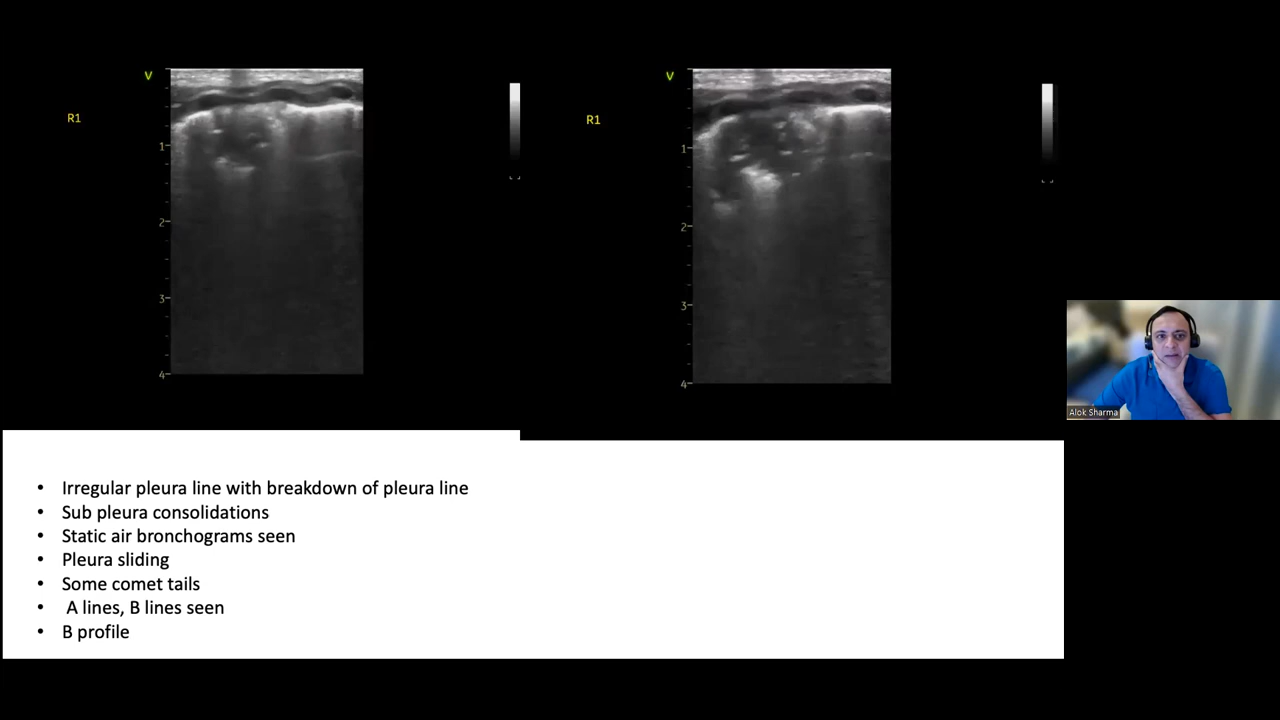 V
R1
1
2
3
4
V
R1
1
2
3
4
Alok Sharma
• Irregular pleura line with breakdown of pleura line
• Sub pleura consolidations
• Static air bronchograms seen
• Pleura sliding
• Some comet tails
• A lines, B lines seen
• B profile